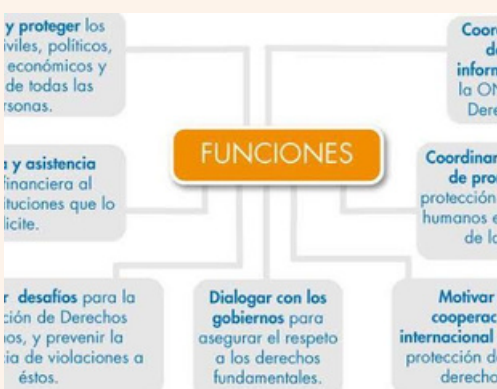 y proteger los
iviles, políticos,
económicos y
de todas las
rsonas.
Coor
d
inform
la ON
Dere
FUNCIONES
a y asistencia
financiera al
ituciones que lo
licite.
Coordinar
de pro
protección
humanos e
de lo
r desafíos para la
ción de Derechos
nos, y prevenir la
cia de violaciones a
éstos.
Dialogar con los
gobiernos para
asegurar el respeto
a los derechos
fundamentales.
Motivar
cooperac
internacional
protección de
derecho